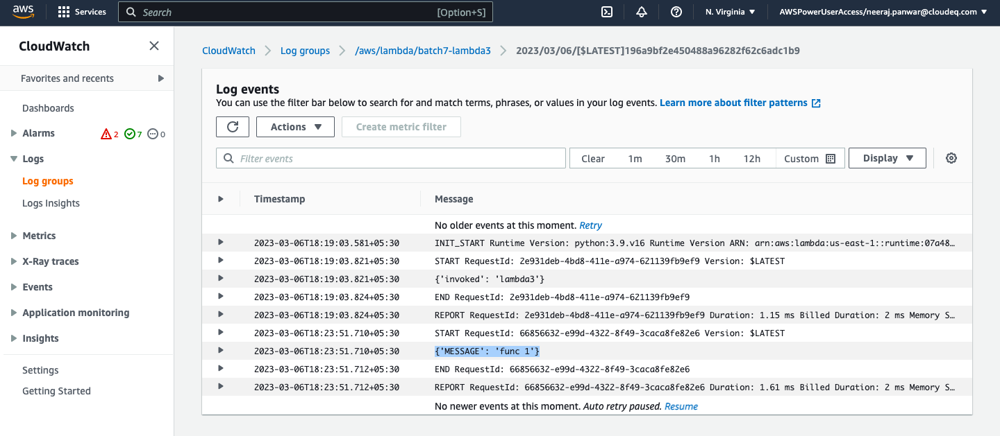 aws
Services
Search [Option+S]
N. Virginia
AWSPowerUserAccess/neeraj.panwar@cloudeq.com
CloudWatch
Favorites and recents
Dashboards
Alarms 2 7 0
Logs
Log groups
Logs Insights
Metrics
X-Ray traces
Events
Application monitoring
Insights
Settings
Getting Started
CloudWatch Log groups /aws/lambda/batch7-lambda3 2023/03/06/[$LATEST]196a9bf2e450488a96282f62c6adc1b9
Log events
You can use the filter bar below to search for and match terms, phrases, or values in your log events. Learn more about filter patterns
Actions Create metric filter
Filter events Clear 1m 30m 1h 12h Custom Display
Timestamp Message
No older events at this moment. Retry
2023-03-06T18:19:03.581+05:30 INIT_START Runtime Version: python:3.9.v16 Runtime Version ARN: arn:aws:lambda:us-east-1::runtime:07a48…
2023-03-06T18:19:03.821+05:30 START RequestId: 2e931deb-4bd8-411e-a974-621139fb9ef9 Version: $LATEST
2023-03-06T18:19:03.821+05:30 {'invoked': 'lambda3'}
2023-03-06T18:19:03.824+05:30 END RequestId: 2e931deb-4bd8-411e-a974-621139fb9ef9
2023-03-06T18:19:03.824+05:30 REPORT RequestId: 2e931deb-4bd8-411e-a974-621139fb9ef9 Duration: 1.15 ms Billed Duration: 2 ms Memory S…
2023-03-06T18:23:51.710+05:30 START RequestId: 66856632-e99d-4322-8f49-3caca8fe82e6 Version: $LATEST
2023-03-06T18:23:51.710+05:30 {'MESSAGE': 'func 1'}
2023-03-06T18:23:51.712+05:30 END RequestId: 66856632-e99d-4322-8f49-3caca8fe82e6
2023-03-06T18:23:51.712+05:30 REPORT RequestId: 66856632-e99d-4322-8f49-3caca8fe82e6 Duration: 1.61 ms Billed Duration: 2 ms Memory S…
No newer events at this moment. Auto retry paused. Resume